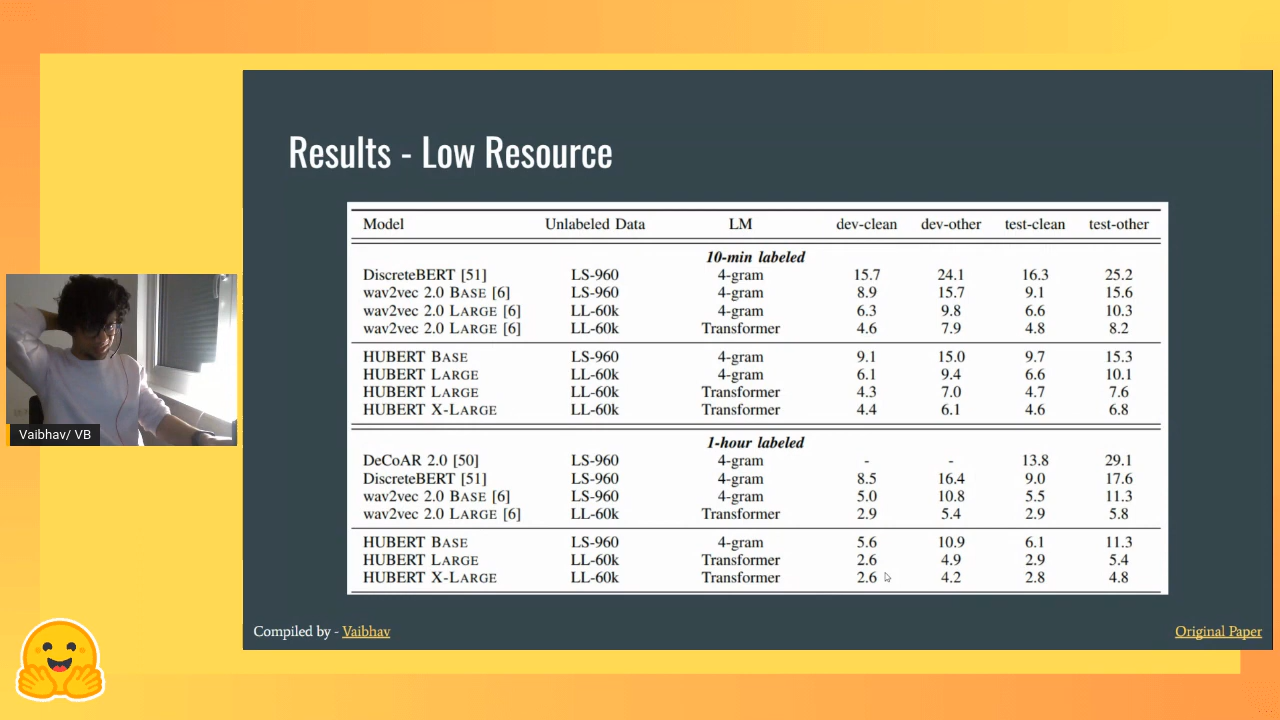 Results - Low Resource
Model Unlabeled Data LM dev-clean dev-other test-clean test-other
10-min labeled
DiscreteBERT [51] LS-960 4-gram 15.7 24.1 16.3 25.2
wav2vec 2.0 BASE [6] LS-960 4-gram 8.9 15.7 9.1 15.6
wav2vec 2.0 LARGE [6] LL-60k 4-gram 6.3 9.8 6.6 10.3
wav2vec 2.0 LARGE [6] LL-60k Transformer 4.6 7.9 4.8 8.2
HUBERT BASE LS-960 4-gram 9.1 15.0 9.7 15.3
HUBERT LARGE LL-60k 4-gram 6.1 9.4 6.6 10.1
HUBERT LARGE LL-60k Transformer 4.3 7.0 4.7 7.6
HUBERT X-LARGE LL-60k Transformer 4.4 6.1 4.6 6.8
1-hour labeled
DeCoAR 2.0 [50] LS-960 4-gram - - 13.8 29.1
DiscreteBERT [51] LS-960 4-gram 8.5 16.4 9.0 17.6
wav2vec 2.0 BASE [6] LS-960 4-gram 5.0 10.8 5.5 11.3
wav2vec 2.0 LARGE [6] LL-60k Transformer 2.9 5.4 2.9 5.8
HUBERT BASE LS-960 4-gram 5.6 10.9 6.1 11.3
HUBERT LARGE LL-60k Transformer 2.6 4.9 2.9 5.4
HUBERT X-LARGE LL-60k Transformer 2.6 4.2 2.8 4.8
Vaibhav/ VB
Compiled by - Vaibhav
Original Paper